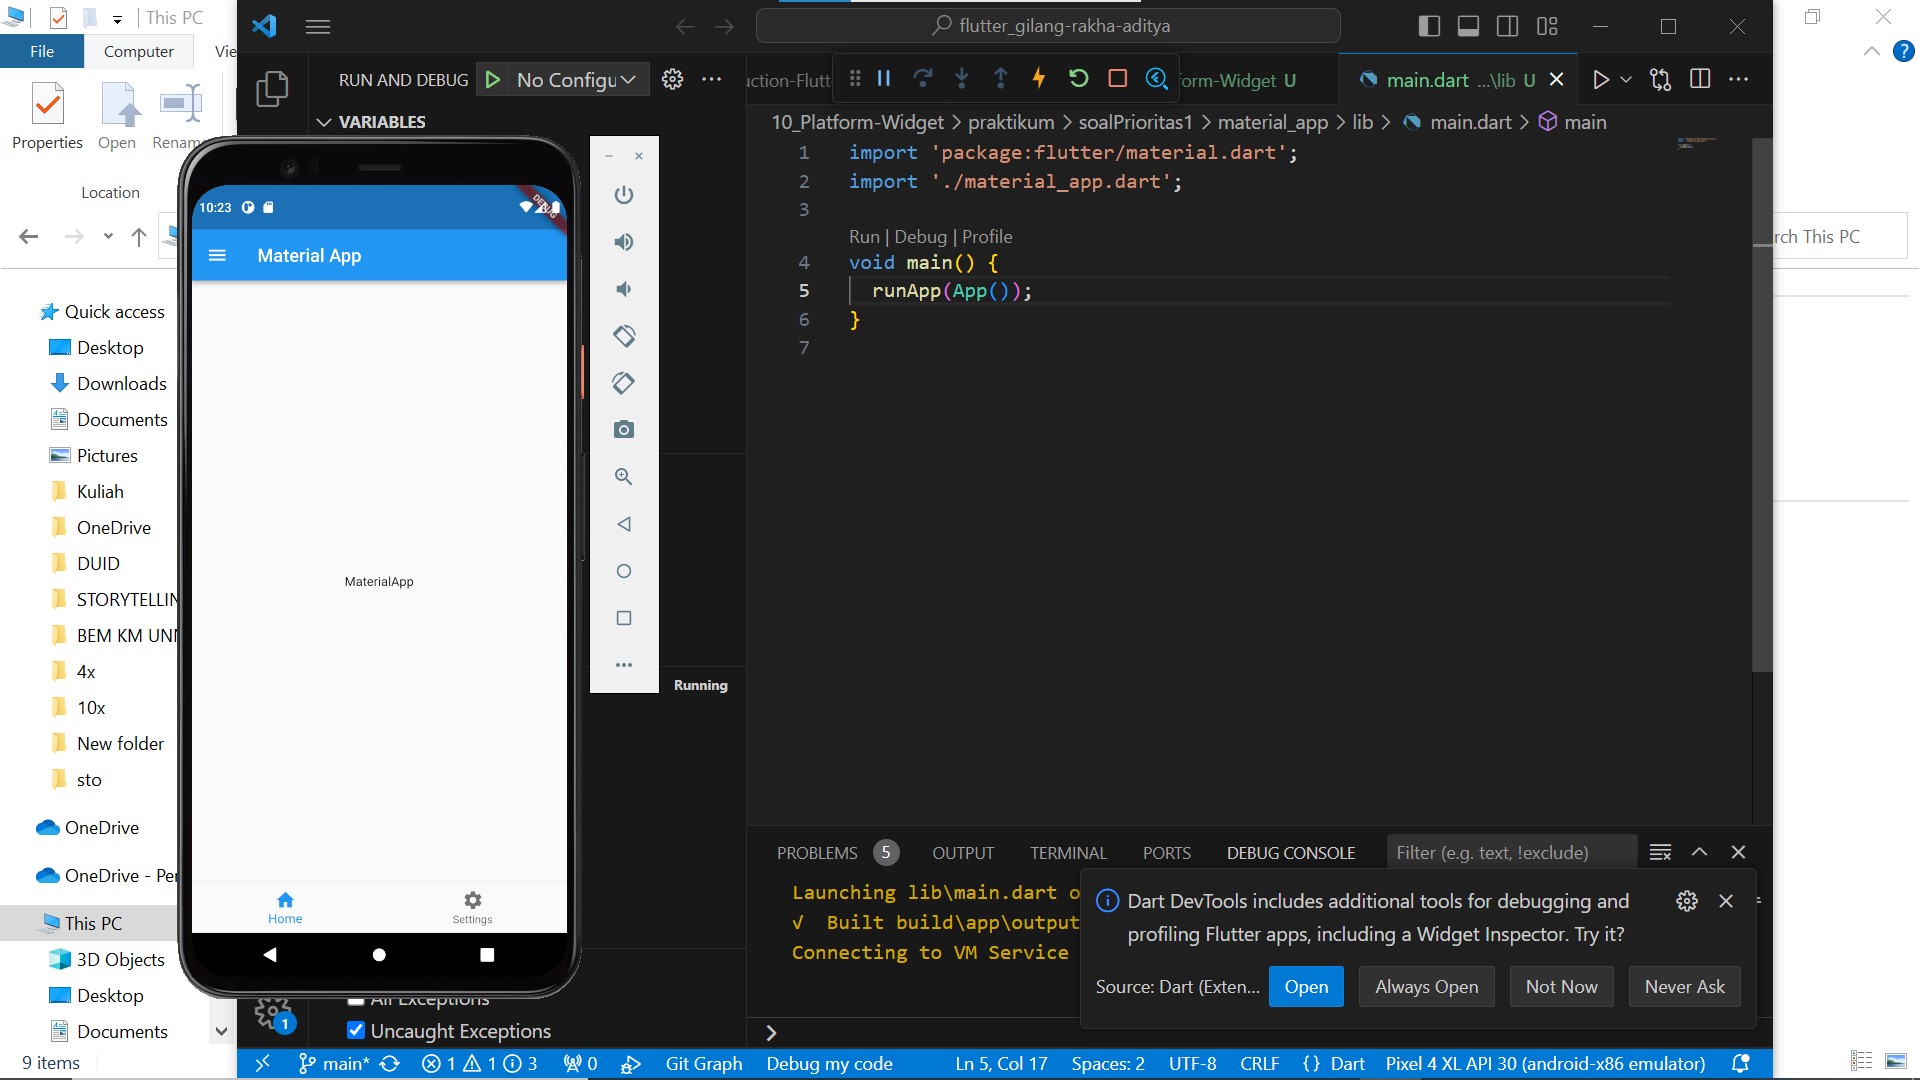 This PC
File
Computer
Vie
Properties
Open
Renam
Location
rch This PC
Quick access
Desktop
Downloads
Documents
Pictures
Kuliah
OneDrive
DUID
STORYTELLIN
BEM KM UNN
4x
10x
New folder
sto
OneDrive
OneDrive - Per
This PC
3D Objects
Desktop
Documents
9 items
flutter_gilang-rakha-aditya
RUN AND DEBUG
No Configu
VARIABLES
uction-Flutt
orm-Widget U
main.dart ...\lib U
10_Platform-Widget > praktikum > soalPrioritas1 > material_app > lib > main.dart > main
1 import 'package:flutter/material.dart';
2 import './material_app.dart';
3
Run | Debug | Profile
4 void main() {
5 runApp(App());
6 }
7
10:23
DEBUG
Material App
MaterialApp
Home
Settings
Running
All Exceptions
Uncaught Exceptions
1
PROBLEMS 5
OUTPUT
TERMINAL
PORTS
DEBUG CONSOLE
Filter (e.g. text, !exclude)
Launching lib\main.dart o
√ Built build\app\output
Connecting to VM Service
Dart DevTools includes additional tools for debugging and
profiling Flutter apps, including a Widget Inspector. Try it?
Source: Dart (Exten...
Open
Always Open
Not Now
Never Ask
main*
1 1 3
0
Git Graph
Debug my code
Ln 5, Col 17
Spaces: 2
UTF-8
CRLF
{ } Dart
Pixel 4 XL API 30 (android-x86 emulator)